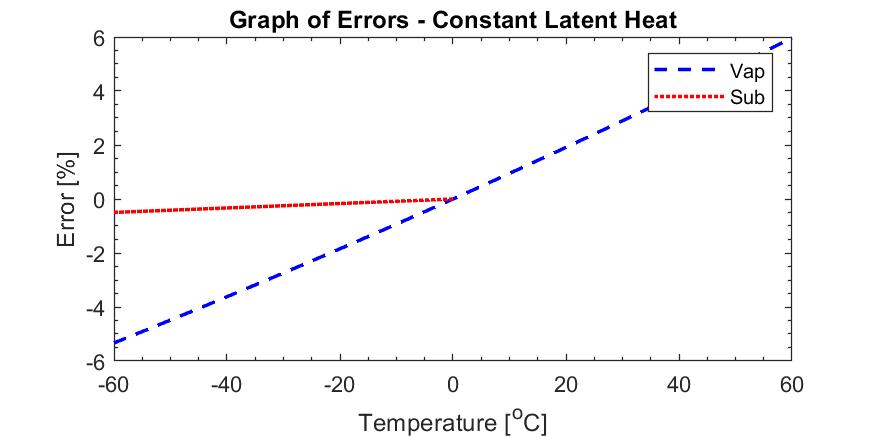 Graph of Errors - Constant Latent Heat
6
4
2
0
-2
-4
-6
Error [%]
Vap
Sub
-60 -40 -20 0 20 40 60
Temperature [°C]